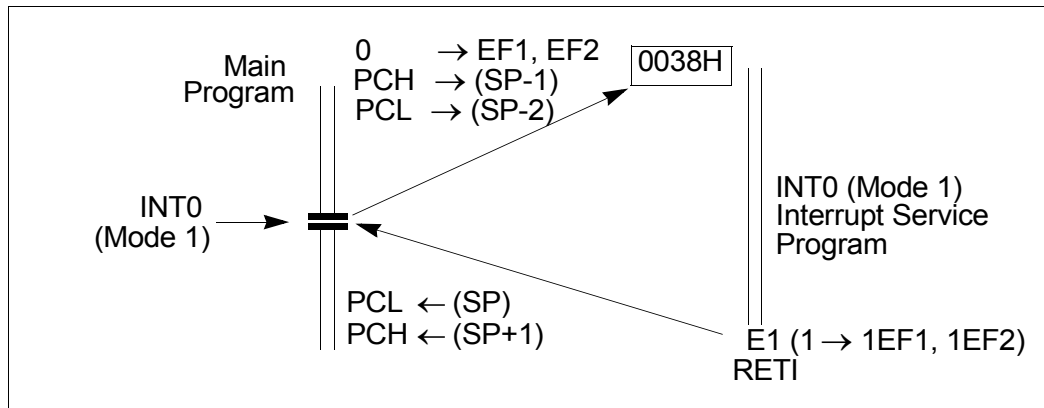 0 → EF1, EF2
PCH → (SP-1)
PCL → (SP-2)
0038H
Main
Program
INT0
(Mode 1)
INT0 (Mode 1)
Interrupt Service
Program
PCL ← (SP)
PCH ← (SP+1)
E1 (1 → 1EF1, 1EF2)
RETI